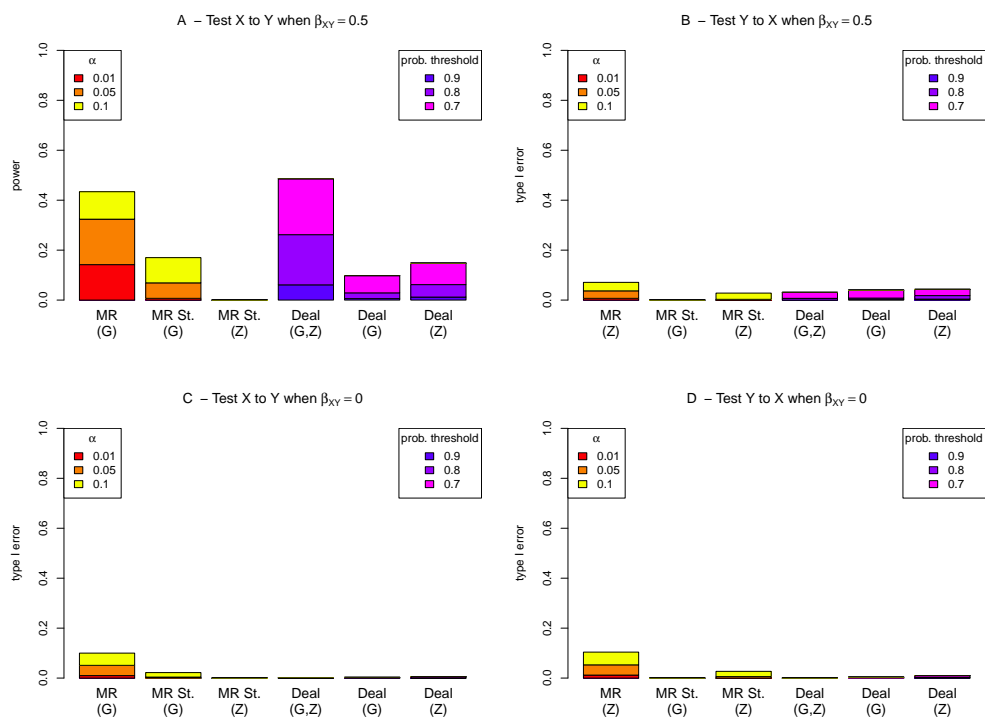 A – Test X to Y when βXY = 0.5
power
0.0 0.2 0.4 0.6 0.8 1.0
α
0.01
0.05
0.1
prob. threshold
0.9
0.8
0.7
MR (G)
MR St. (G)
MR St. (Z)
Deal (G,Z)
Deal (G)
Deal (Z)
B – Test Y to X when βXY = 0.5
type I error
0.0 0.2 0.4 0.6 0.8 1.0
α
0.01
0.05
0.1
prob. threshold
0.9
0.8
0.7
MR (Z)
MR St. (G)
MR St. (Z)
Deal (G,Z)
Deal (G)
Deal (Z)
C – Test X to Y when βXY = 0
type I error
0.0 0.2 0.4 0.6 0.8 1.0
α
0.01
0.05
0.1
prob. threshold
0.9
0.8
0.7
MR (G)
MR St. (G)
MR St. (Z)
Deal (G,Z)
Deal (G)
Deal (Z)
D – Test Y to X when βXY = 0
type I error
0.0 0.2 0.4 0.6 0.8 1.0
α
0.01
0.05
0.1
prob. threshold
0.9
0.8
0.7
MR (Z)
MR St. (G)
MR St. (Z)
Deal (G,Z)
Deal (G)
Deal (Z)